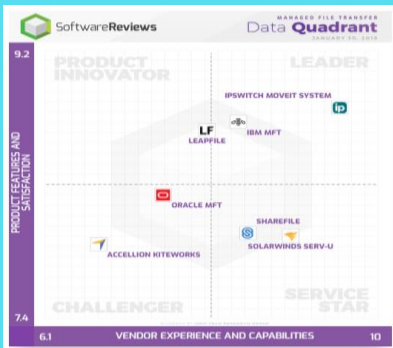 SoftwareReviews
MANAGED FILE TRANSFER
Data Quadrant
9.2
PRODUCT
INNOVATOR
LEADER
IPSWITCH MOVEIT SYSTEM
ip
IBM MFT
LF
LEAPFILE
PRODUCT FEATURES AND
SATISFACTION
ORACLE MFT
SHAREFILE
SOLARWINDS SERV-U
ACCELLION KITEWORKS
CHALLENGER
SERVICE
STAR
7.4
6.1
VENDOR EXPERIENCE AND CAPABILITIES
10